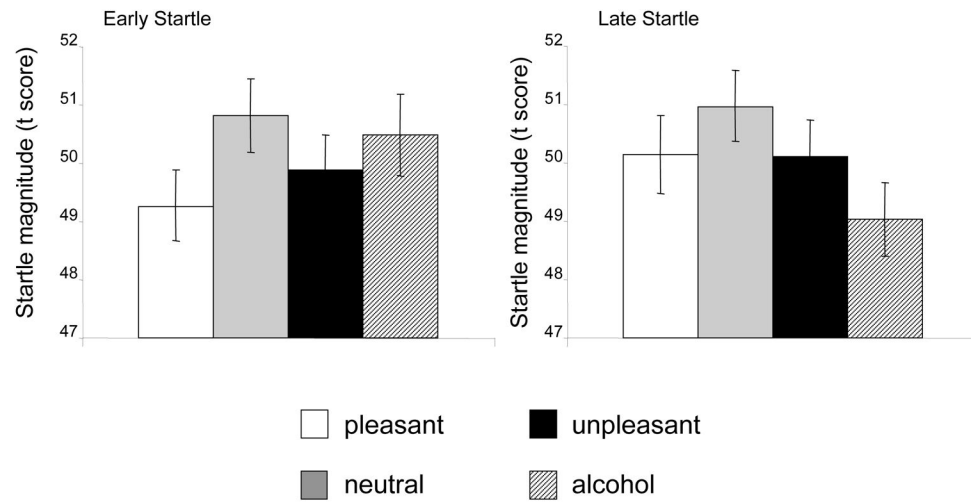 Early Startle
Startle magnitude (t score)
52
51
50
49
48
47
Late Startle
Startle magnitude (t score)
52
51
50
49
48
47
pleasant
unpleasant
neutral
alcohol